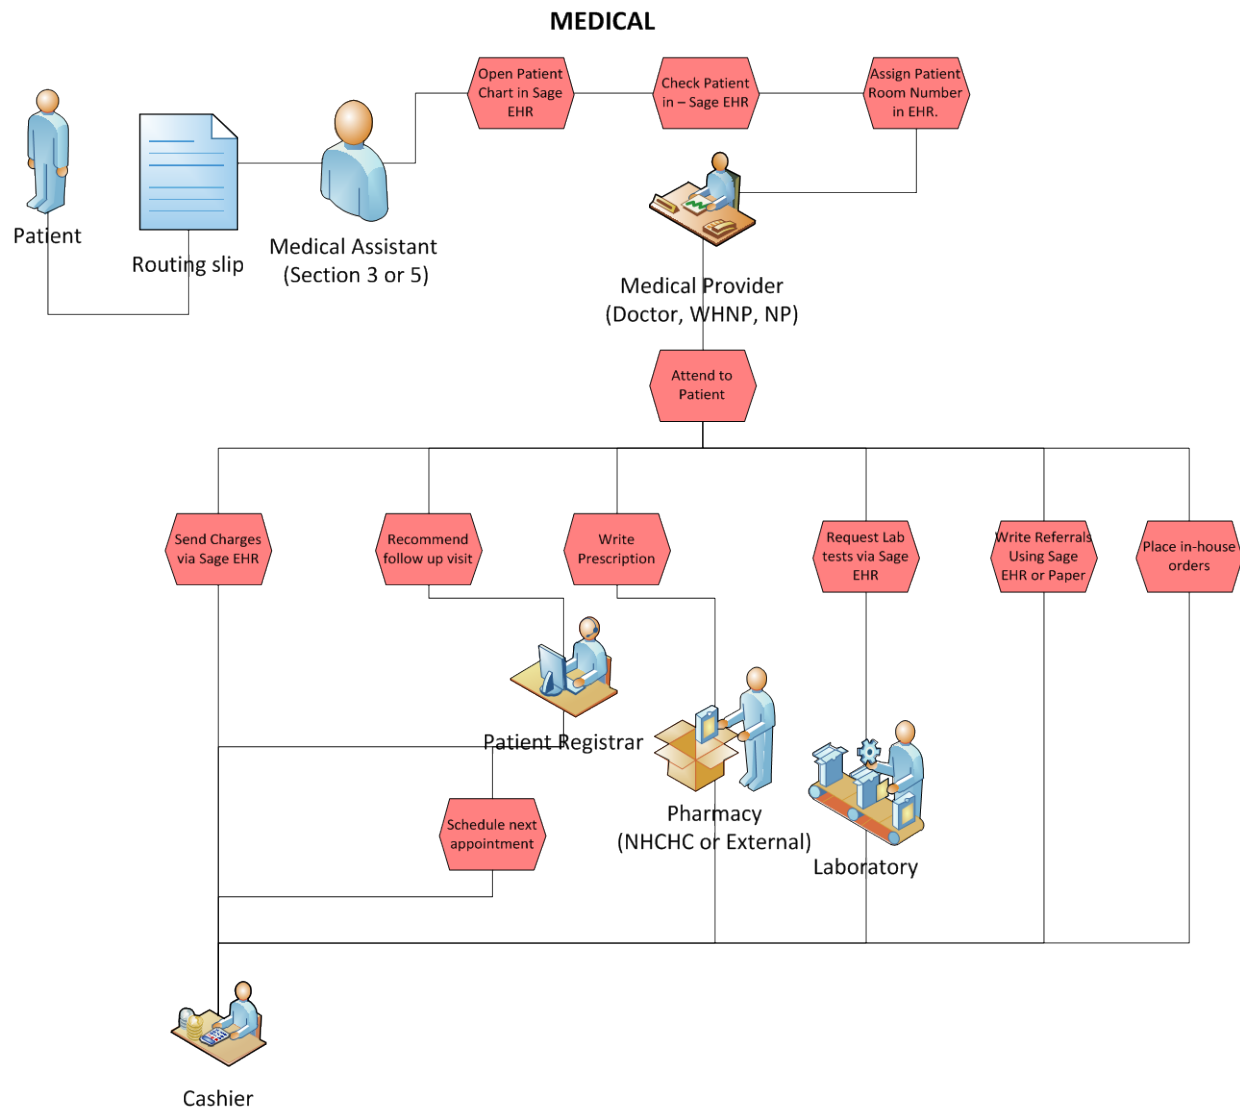 MEDICAL
Open Patient
Chart in Sage
EHR
Check Patient
in – Sage EHR
Assign Patient
Room Number
in EHR.
Patient
Routing slip
Medical Assistant
(Section 3 or 5)
Medical Provider
(Doctor, WHNP, NP)
Attend to
Patient
Send Charges
via Sage EHR
Recommend
follow up visit
Write
Prescription
Request Lab
tests via Sage
EHR
Write Referrals
Using Sage
EHR or Paper
Place in-house
orders
Patient Registrar
Schedule next
appointment
Pharmacy
(NHCHC or External)
Laboratory
Cashier